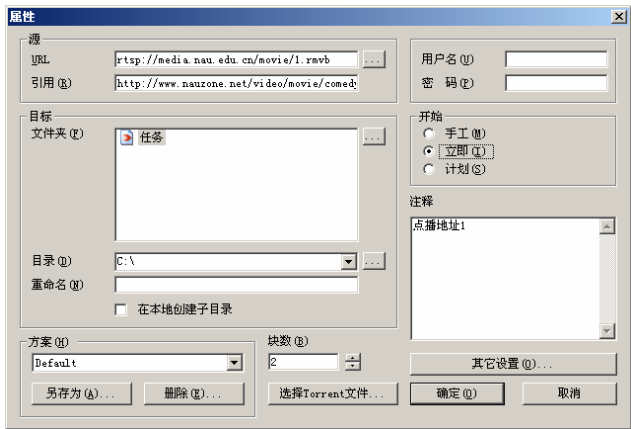 属性
源
URL
rtsp://media.nau.edu.cn/movie/1.rmvb
...
引用(R)
http://www.nauzone.net/video/movie/comedy
用户名(U)
密 码(P)
目标
文件夹(F)
任务
...
目录(D)
C:\
...
重命名(N)
在本地创建子目录
开始
手工(M)
立即(I)
计划(S)
注释
点播地址1
方案(H)
Default
另存为(A)...
删除(E)...
块数(B)
2
选择Torrent文件...
其它设置(O)...
确定(O)
取消